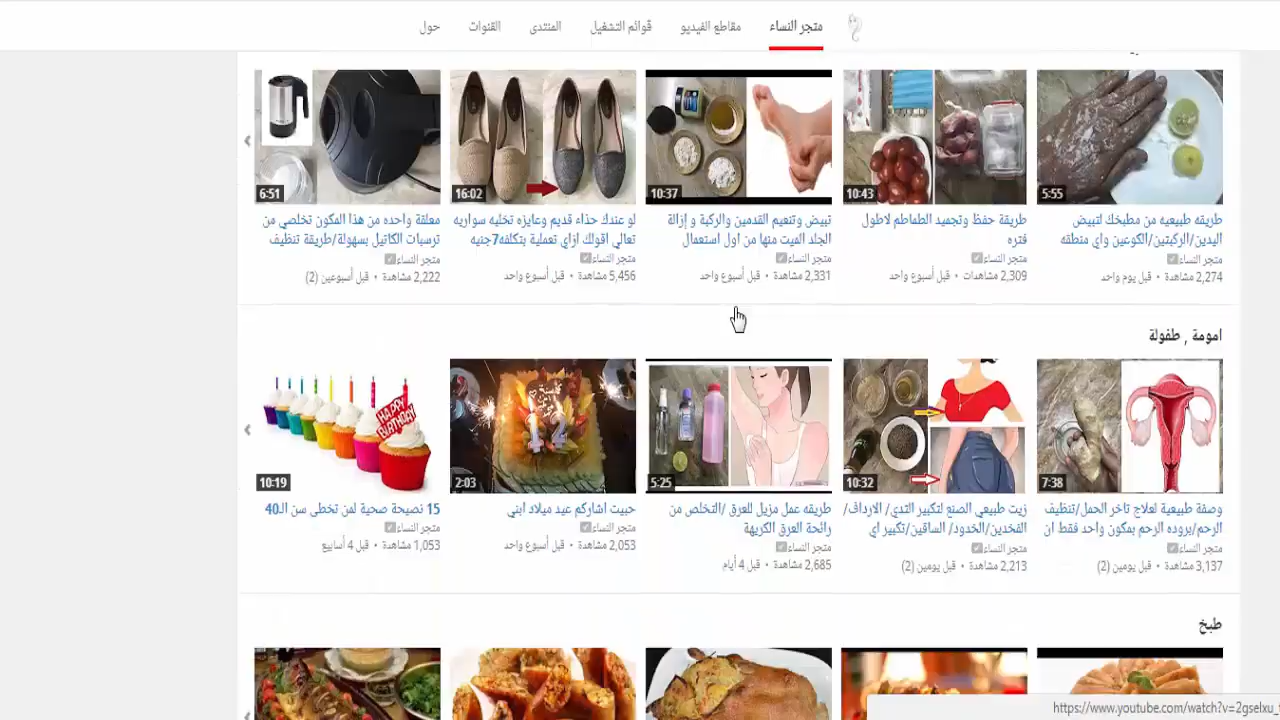 متجر النساء
مقاطع الفيديو
قوائم التشغيل
المنتدى
القنوات
حول
5:55
طريقه طبيعيه من مطبخك لتبيض
اليدين/الركبتين/الكوعين واي منطقه
متجر النساء
2,274 مشاهدة • قبل يوم واحد
10:43
طريقة حفظ وتجميد الطماطم لاطول
فتره
متجر النساء
2,309 مشاهدات • قبل أسبوع واحد
10:37
تبيض وتنعيم القدمين والركبة و إزالة
الجلد الميت منها من اول استعمال
متجر النساء
2,331 مشاهدة • قبل أسبوع واحد
16:02
لو عندك حذاء قديم وعايزه تخليه سواريه
تعالي اقولك ازاي تعملية بتكلفه7جنيه
متجر النساء
5,456 مشاهدة • قبل أسبوع واحد
6:51
معلقة واحده من هذا المكون تخلصي من
ترسبات الكاتيل بسهولة/طريقة تنظيف
متجر النساء
2,222 مشاهدة • قبل أسبوعين (2)
امومة , طفولة
7:38
وصفة طبيعية لعلاج تاخر الحمل/تنظيف
الرحم/بروده الرحم بمكون واحد فقط ان
متجر النساء
3,137 مشاهدة • قبل يومين (2)
10:32
زيت طبيعي الصنع لتكبير الثدي/ الارداف/
الفخدين/الخدود/ الساقين/تكبير اي
متجر النساء
2,213 مشاهدة • قبل يومين (2)
5:25
طريقه عمل مزيل للعرق /التخلص من
رائحة العرق الكريهة
متجر النساء
2,685 مشاهدة • قبل 4 أيام
2:03
حبيت اشاركم عيد ميلاد ابني
متجر النساء
2,053 مشاهدة • قبل أسبوع واحد
HAPPY
BIRTHDAY
10:19
15 نصيحة صحية لمن تخطى سن الـ40
متجر النساء
1,053 مشاهدة • قبل 4 أسابيع
طبخ